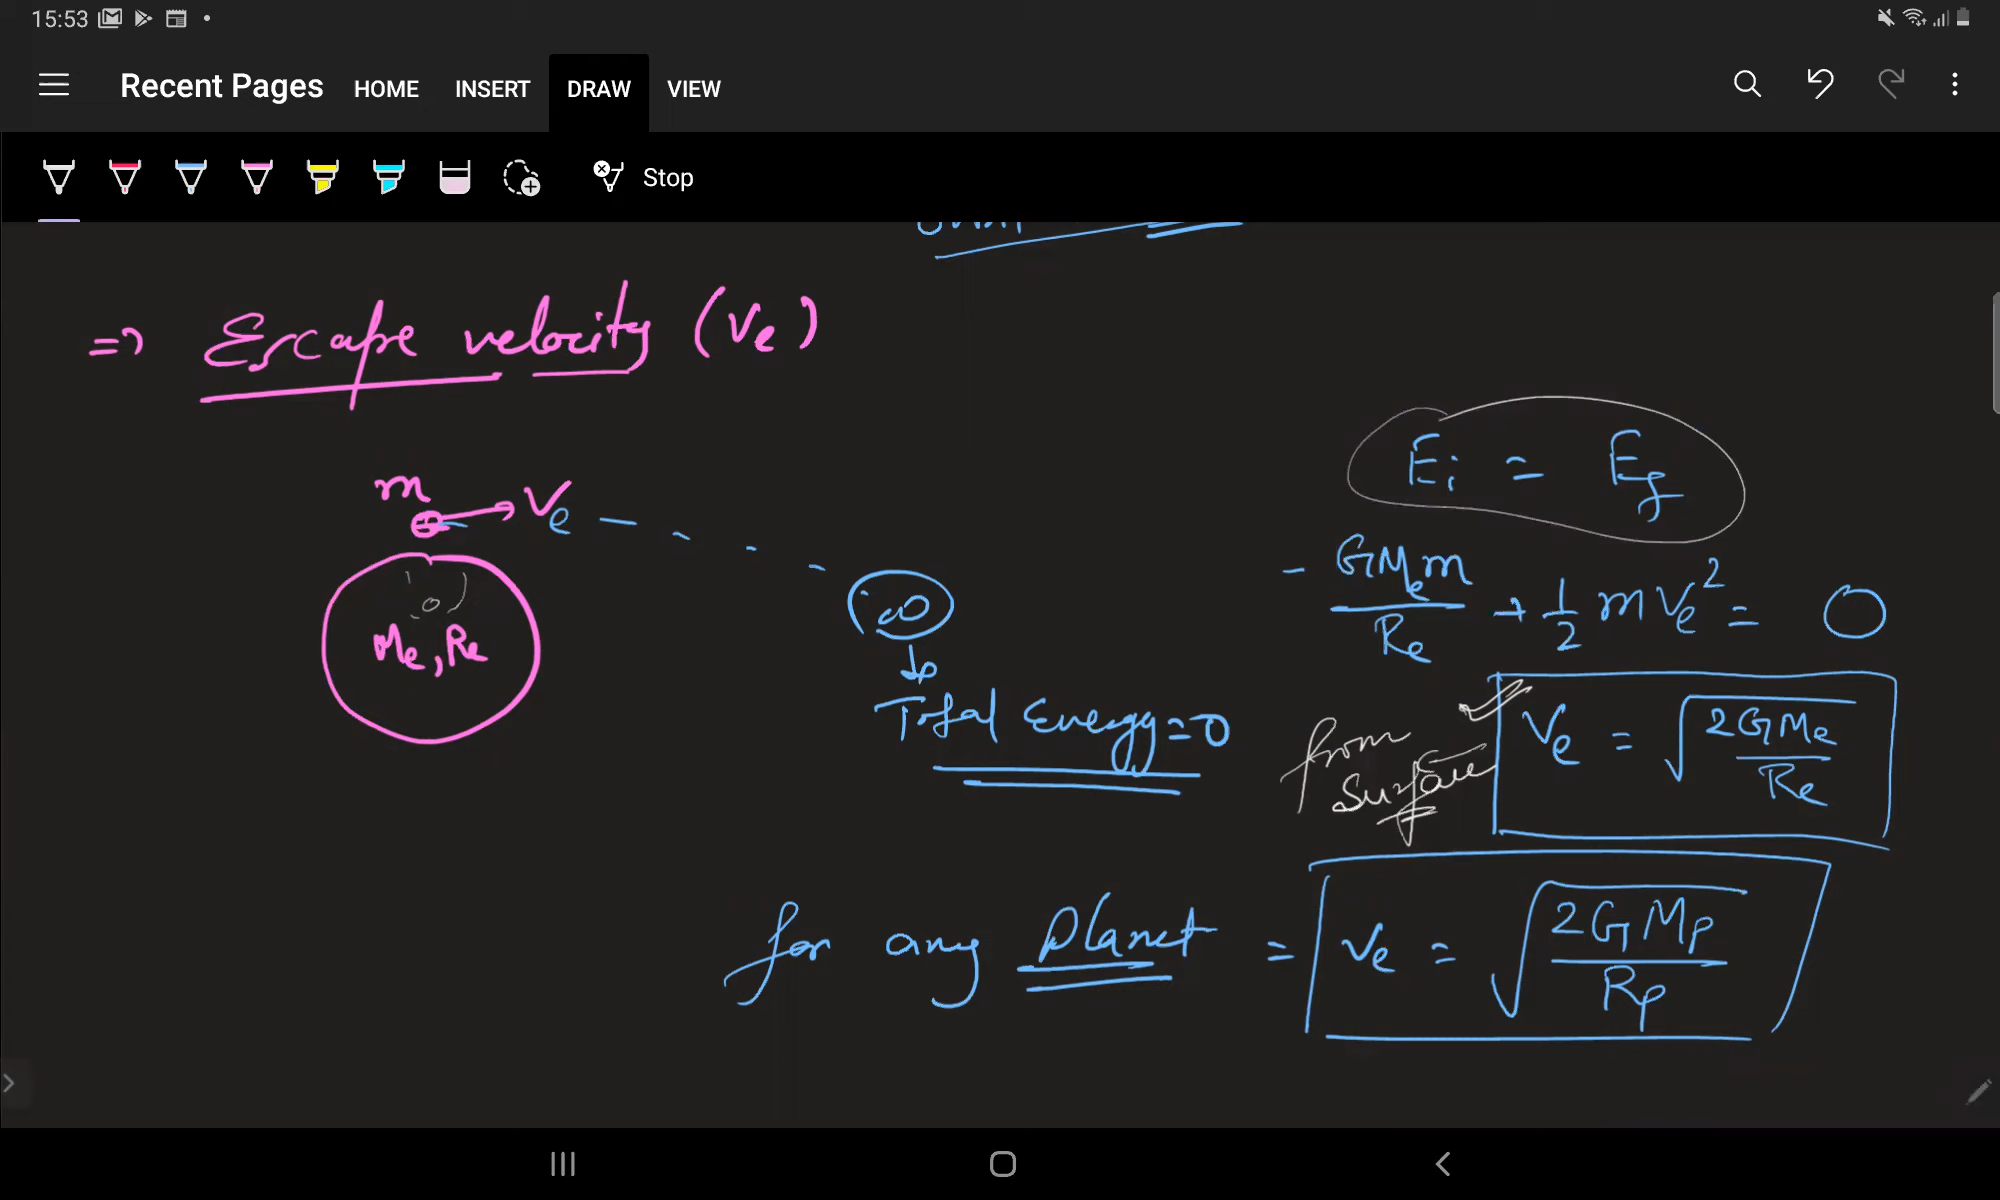 15:53
Recent Pages HOME INSERT DRAW VIEW
Stop
=> Escape velocity (Ve)
Ei = Ef
m Ve
∞
- GMem/Re + 1/2 mVe² = 0
Me, Re
Total Energy = 0
from surface
Ve = √(2GMe/Re)
for any Planet = Ve = √(2GMp/Rp)